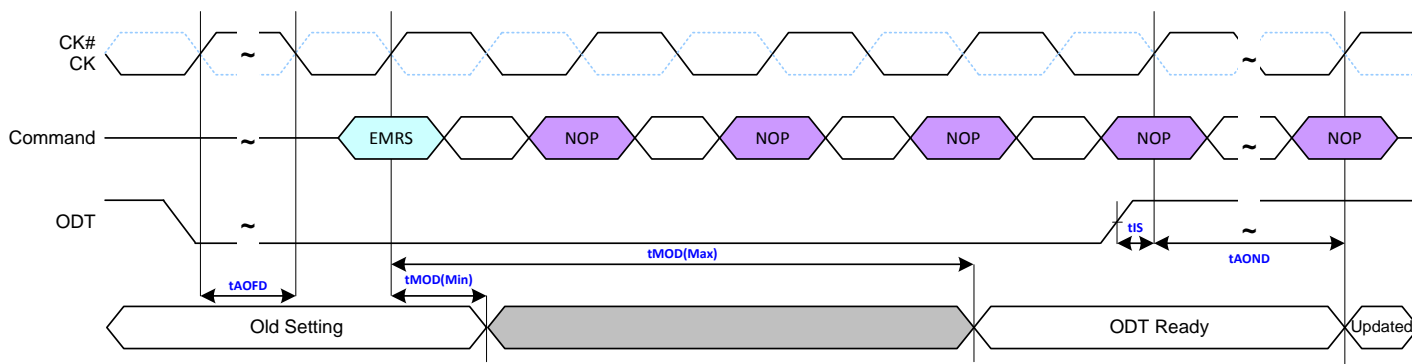 CK#
CK
~
~
Command
~
EMRS
NOP
NOP
NOP
NOP
~
NOP
ODT
~
tIS
~
tMOD(Max)
tAOND
tAOFD
tMOD(Min)
Old Setting
ODT Ready
Updated